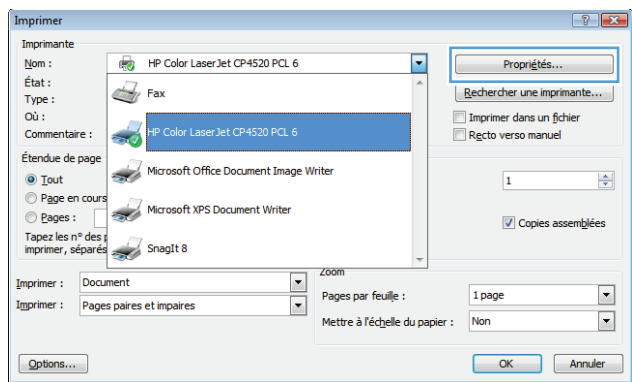 Imprimer
Imprimante
Nom :
HP Color LaserJet CP4520 PCL 6
Propriétés...
État :
Type :
Où :
Commentaire :
Fax
HP Color LaserJet CP4520 PCL 6
Microsoft Office Document Image Writer
Microsoft XPS Document Writer
SnagIt 8
Rechercher une imprimante...
Imprimer dans un fichier
Recto verso manuel
Étendue de page
Tout
Page en cours
Pages :
Tapez les n° des
imprimer, séparés
1
Copies assemblées
Imprimer :
Document
Imprimer :
Pages paires et impaires
Zoom
Pages par feuille :
1 page
Mettre à l'échelle du papier :
Non
Options...
OK
Annuler